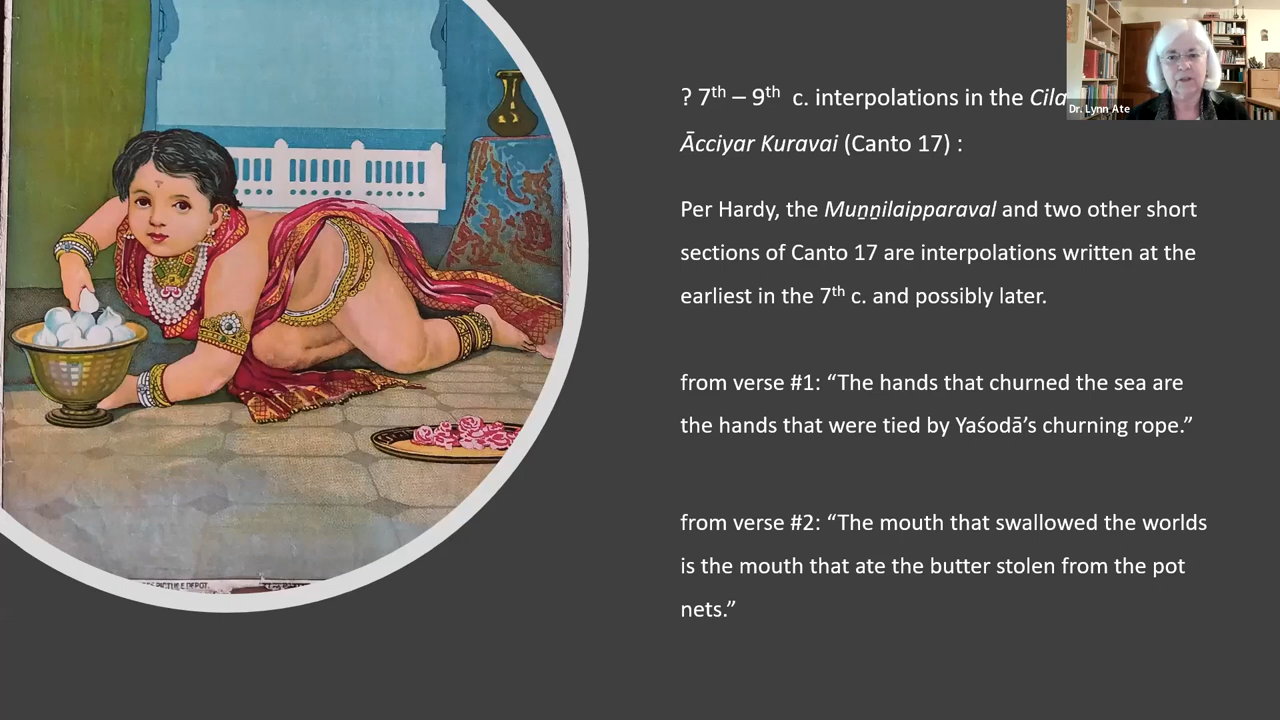 ? 7th – 9th c. interpolations in the Cila
Ācciyar Kuravai (Canto 17) :
Per Hardy, the Muṉṉilaipparaval and two other short
sections of Canto 17 are interpolations written at the
earliest in the 7th c. and possibly later.
from verse #1: “The hands that churned the sea are
the hands that were tied by Yaśodā’s churning rope.”
from verse #2: “The mouth that swallowed the worlds
is the mouth that ate the butter stolen from the pot
nets.”
Dr. Lynn Ate
PICTURE DEPOT.